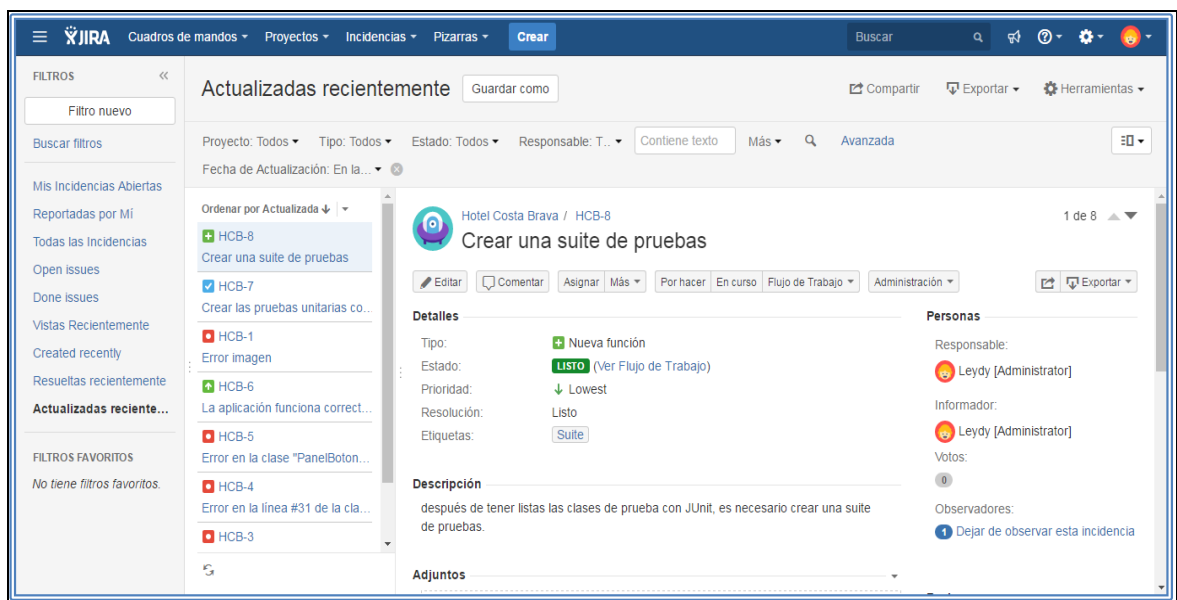 JIRA Cuadros de mandos Proyectos Incidencias Pizarras Crear Buscar
FILTROS
Filtro nuevo
Buscar filtros
Mis Incidencias Abiertas
Reportadas por Mí
Todas las Incidencias
Open issues
Done issues
Vistas Recientemente
Created recently
Resueltas recientemente
Actualizadas reciente...
FILTROS FAVORITOS
No tiene filtros favoritos.
Actualizadas recientemente Guardar como Compartir Exportar Herramientas
Proyecto: Todos Tipo: Todos Estado: Todos Responsable: T... Contiene texto Más Avanzada
Fecha de Actualización: En la...
Ordenar por Actualizada
HCB-8
Crear una suite de pruebas
HCB-7
Crear las pruebas unitarias co...
HCB-1
Error imagen
HCB-6
La aplicación funciona correct...
HCB-5
Error en la clase "PanelBoton...
HCB-4
Error en la línea #31 de la cla...
HCB-3
Hotel Costa Brava / HCB-8 1 de 8
Crear una suite de pruebas
Editar Comentar Asignar Más Por hacer En curso Flujo de Trabajo Administración Exportar
Detalles
Tipo: Nueva función
Estado: LISTO (Ver Flujo de Trabajo)
Prioridad: Lowest
Resolución: Listo
Etiquetas: Suite
Descripción
después de tener listas las clases de prueba con JUnit, es necesario crear una suite
de pruebas.
Adjuntos
Personas
Responsable:
Leydy [Administrator]
Informador:
Leydy [Administrator]
Votos:
0
Observadores:
1 Dejar de observar esta incidencia